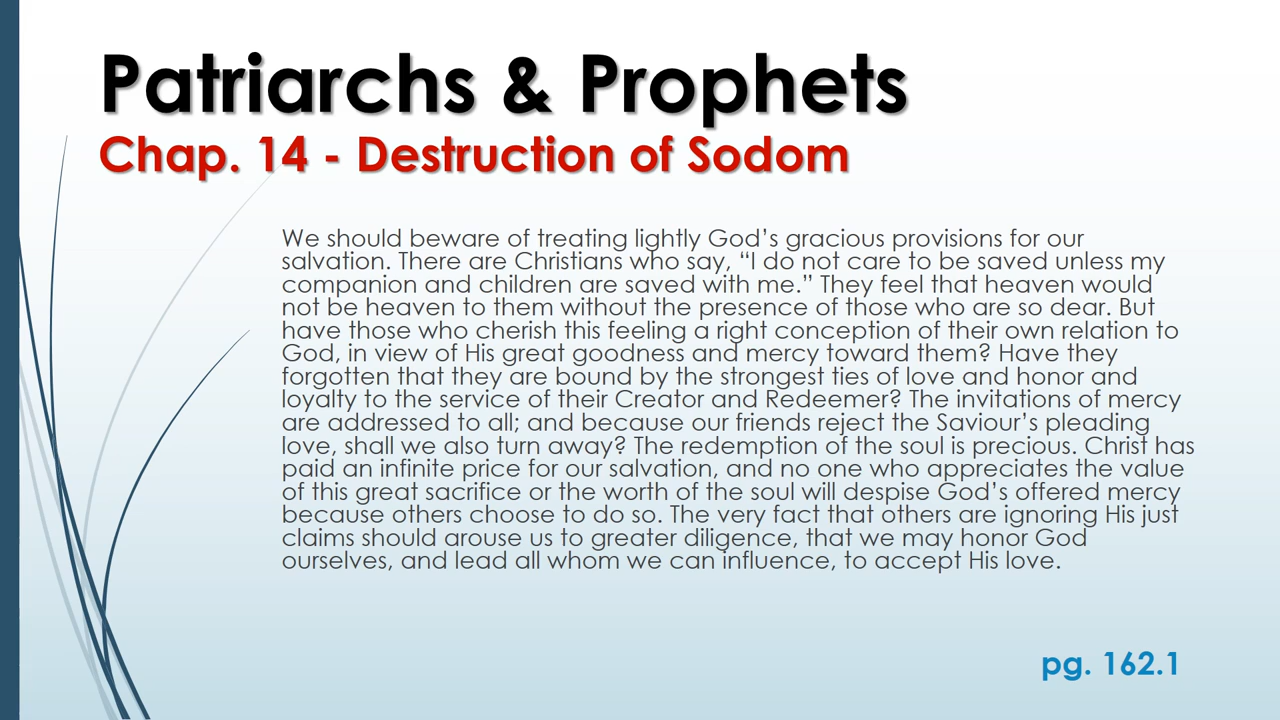 Patriarchs & Prophets
Chap. 14 - Destruction of Sodom
We should beware of treating lightly God’s gracious provisions for our
salvation. There are Christians who say, “I do not care to be saved unless my
companion and children are saved with me.” They feel that heaven would
not be heaven to them without the presence of those who are so dear. But
have those who cherish this feeling a right conception of their own relation to
God, in view of His great goodness and mercy toward them? Have they
forgotten that they are bound by the strongest ties of love and honor and
loyalty to the service of their Creator and Redeemer? The invitations of mercy
are addressed to all; and because our friends reject the Saviour’s pleading
love, shall we also turn away? The redemption of the soul is precious. Christ has
paid an infinite price for our salvation, and no one who appreciates the value
of this great sacrifice or the worth of the soul will despise God’s offered mercy
because others choose to do so. The very fact that others are ignoring His just
claims should arouse us to greater diligence, that we may honor God
ourselves, and lead all whom we can influence, to accept His love.
pg. 162.1